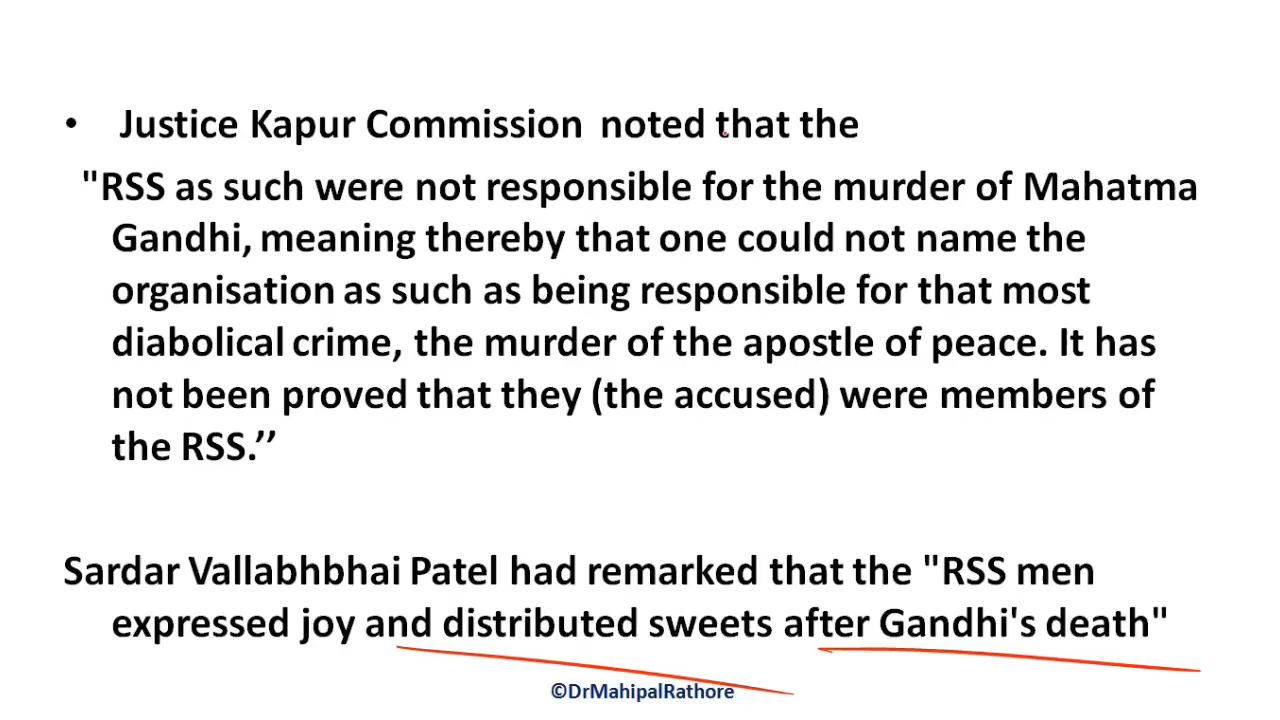 • Justice Kapur Commission noted that the
"RSS as such were not responsible for the murder of Mahatma
Gandhi, meaning thereby that one could not name the
organisation as such as being responsible for that most
diabolical crime, the murder of the apostle of peace. It has
not been proved that they (the accused) were members of
the RSS.’’
Sardar Vallabhbhai Patel had remarked that the "RSS men
expressed joy and distributed sweets after Gandhi's death"
©DrMahipalRathore